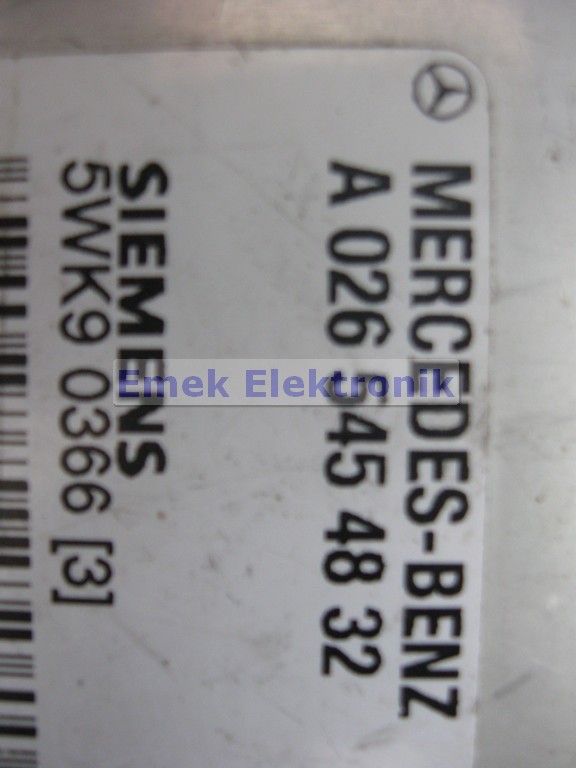 MERCEDES-BENZ
A 026 545 48 32
SIEMENS
5WK9 0366 [3]
Emek Elektronik